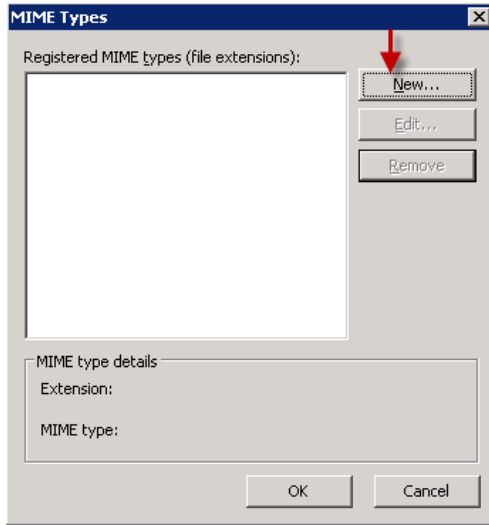 MIME Types
Registered MIME types (file extensions):
New...
Edit...
Remove
MIME type details
Extension:
MIME type:
OK
Cancel